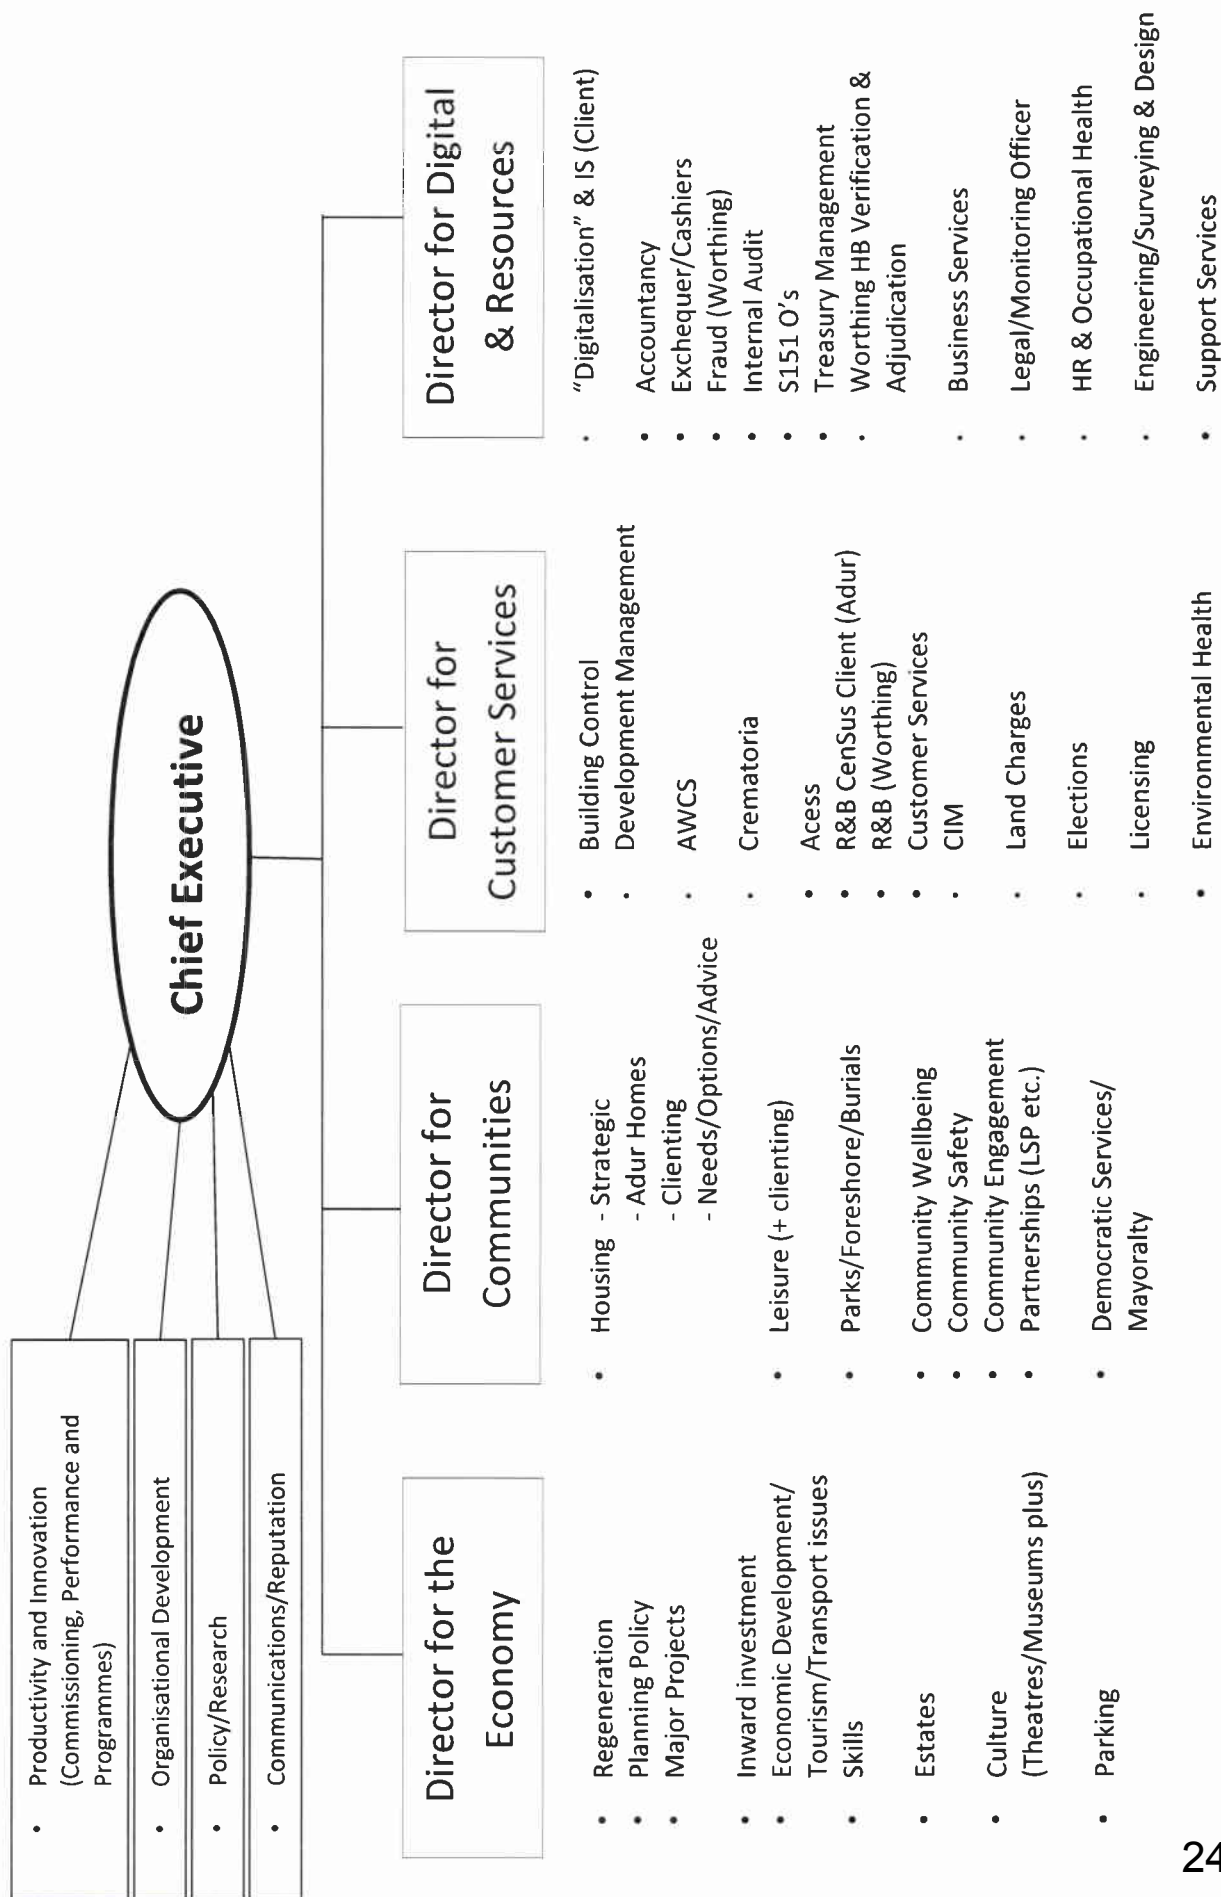 • Productivity and Innovation
(Commissioning, Performance and
Programmes)
• Organisational Development
• Policy/Research
• Communications/Reputation
Chief Executive
Director for the
Economy
• Regeneration
• Planning Policy
• Major Projects
• Inward investment
• Economic Development/
Tourism/Transport issues
• Skills
• Estates
• Culture
(Theatres/Museums plus)
• Parking
Director for
Communities
• Housing - Strategic
- Adur Homes
- Clienting
- Needs/Options/Advice
• Leisure (+ clienting)
• Parks/Foreshore/Burials
• Community Wellbeing
• Community Safety
• Community Engagement
• Partnerships (LSP etc.)
• Democratic Services/
Mayoralty
Director for
Customer Services
• Building Control
• Development Management
• AWCS
• Crematoria
• Acess
• R&B CenSus Client (Adur)
• R&B (Worthing)
• Customer Services
• CIM
• Land Charges
• Elections
• Licensing
• Environmental Health
Director for Digital
& Resources
• "Digitalisation" & IS (Client)
• Accountancy
• Exchequer/Cashiers
• Fraud (Worthing)
• Internal Audit
• S151 O's
• Treasury Management
• Worthing HB Verification &
Adjudication
• Business Services
• Legal/Monitoring Officer
• HR & Occupational Health
• Engineering/Surveying & Design
• Support Services
24